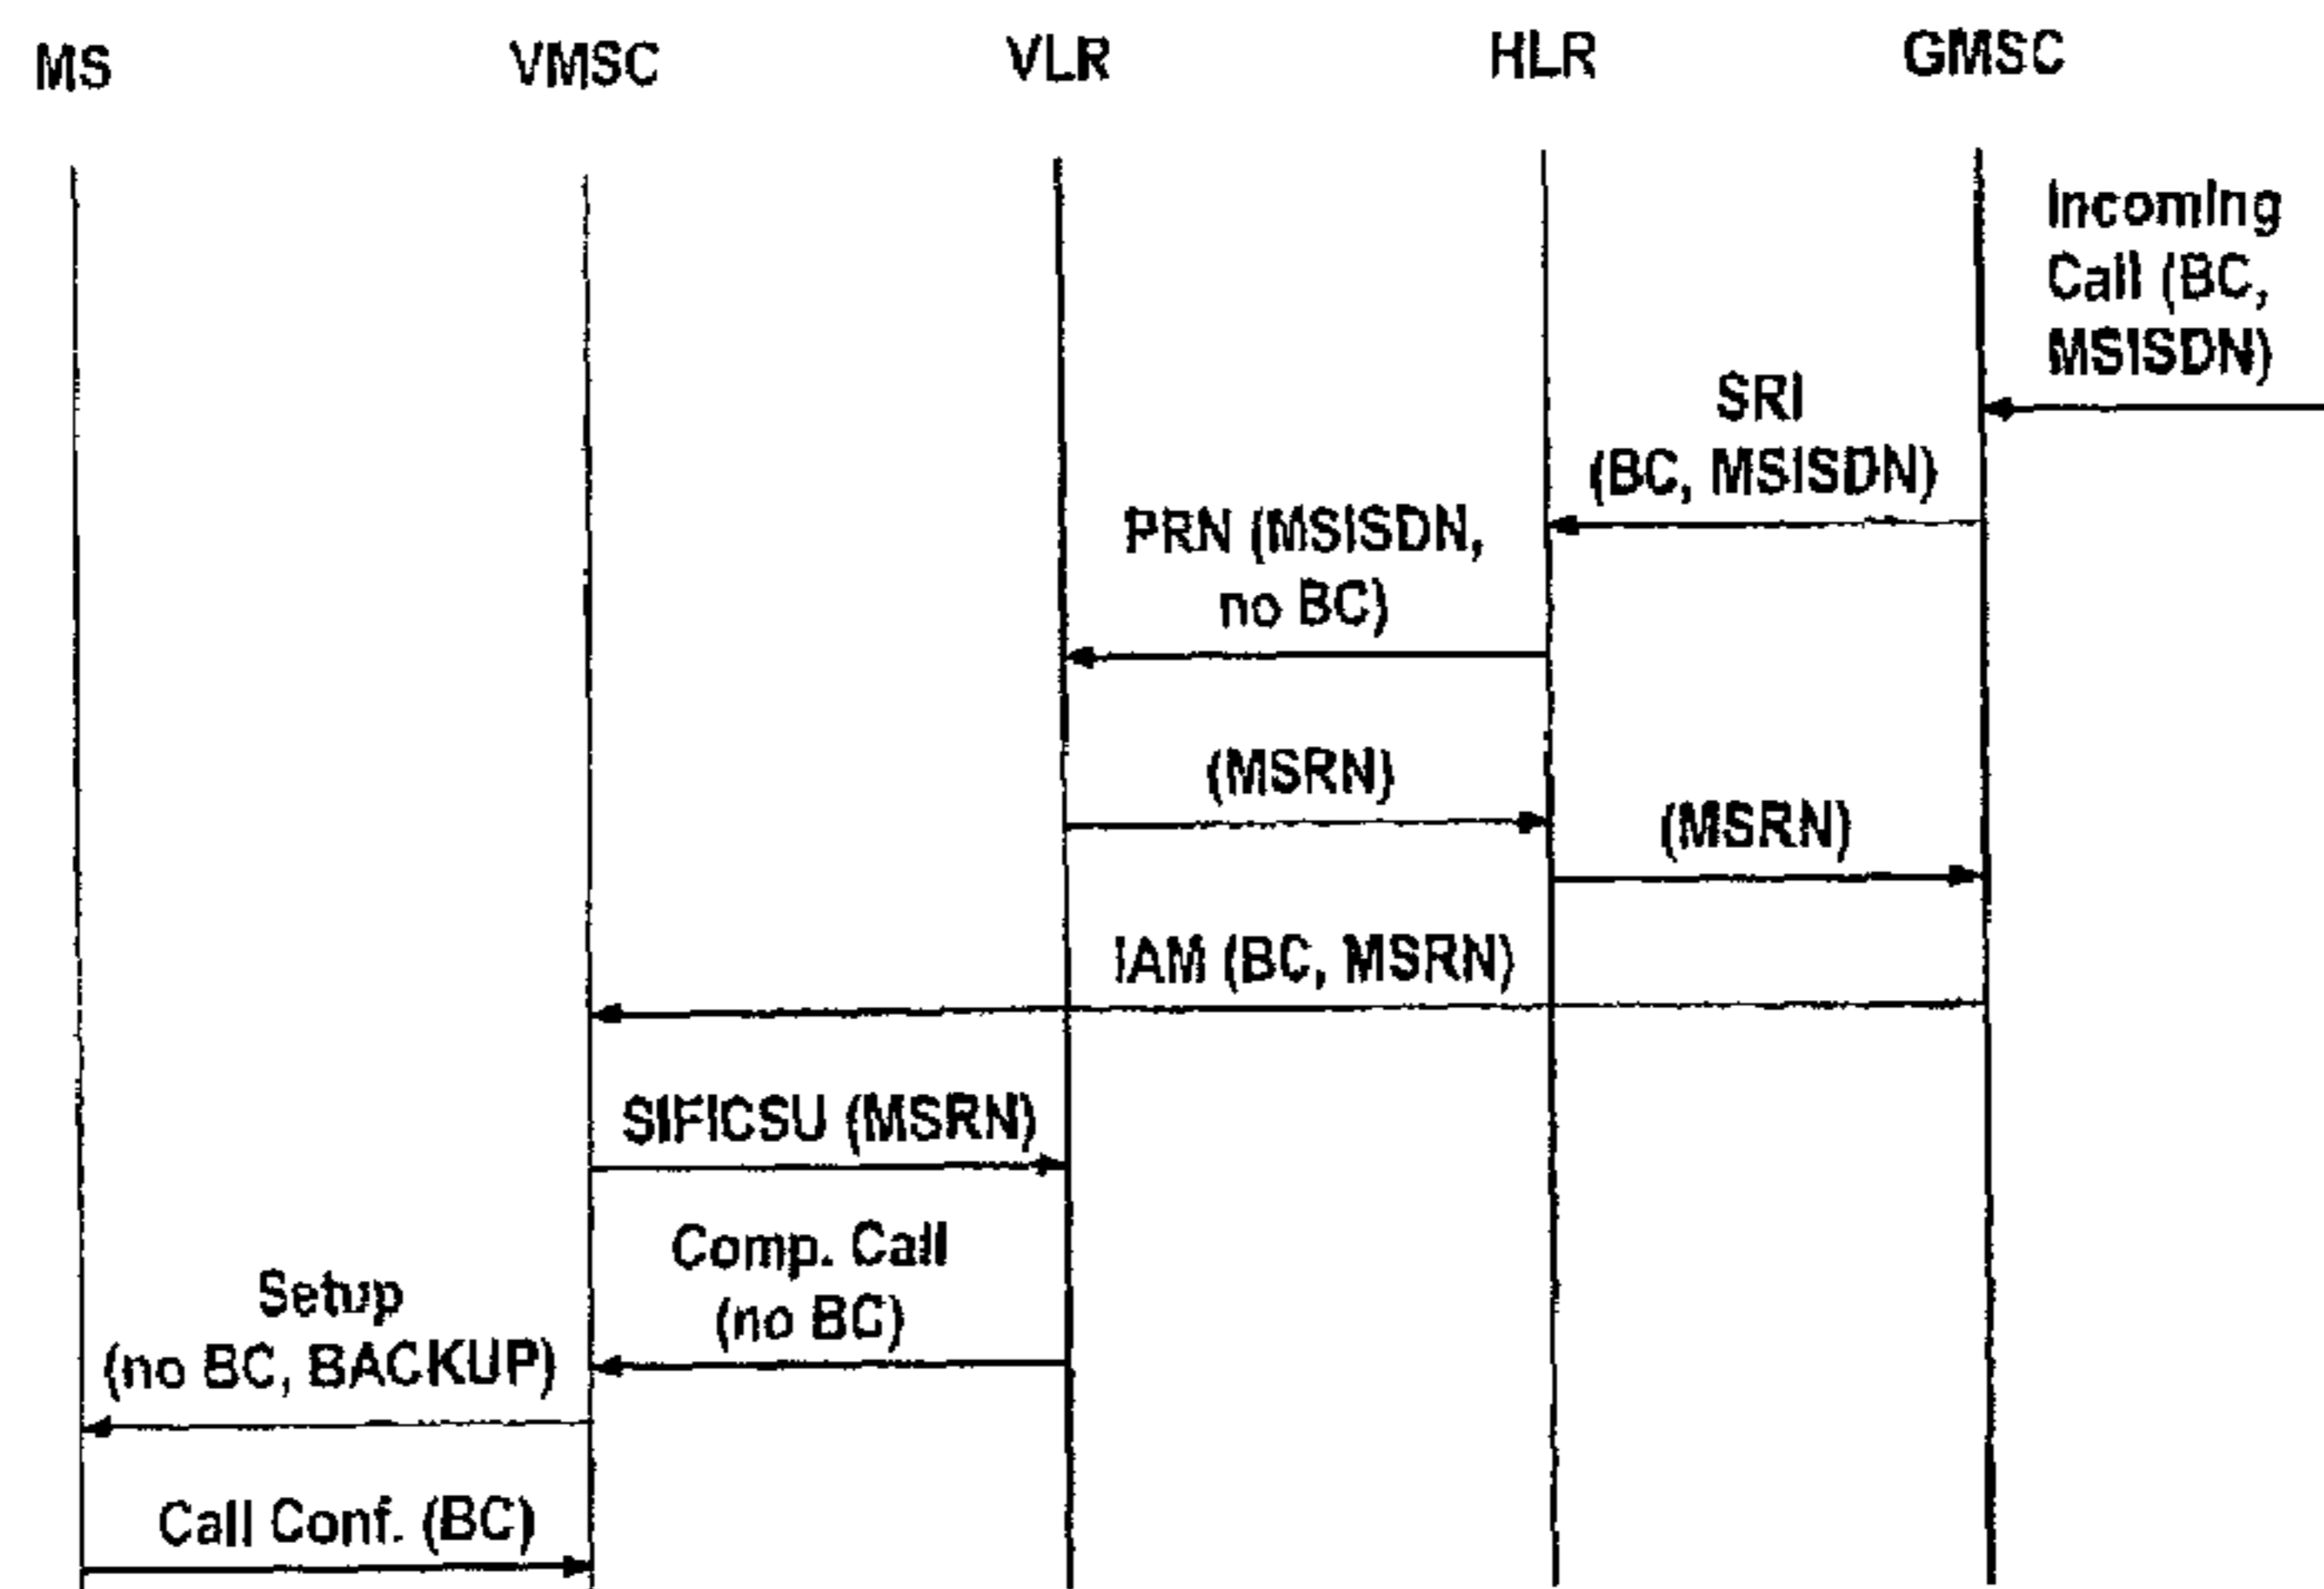 MS
VMSC
VLR
HLR
GMSC
Incoming
Call (BC,
MSISDN)
SRI
(BC, MSISDN)
PRN (MSISDN,
no BC)
(MSRN)
(MSRN)
IAM (BC, MSRN)
SIFICSU (MSRN)
Comp. Call
(no BC)
Setup
(no BC, BACKUP)
Call Conf. (BC)